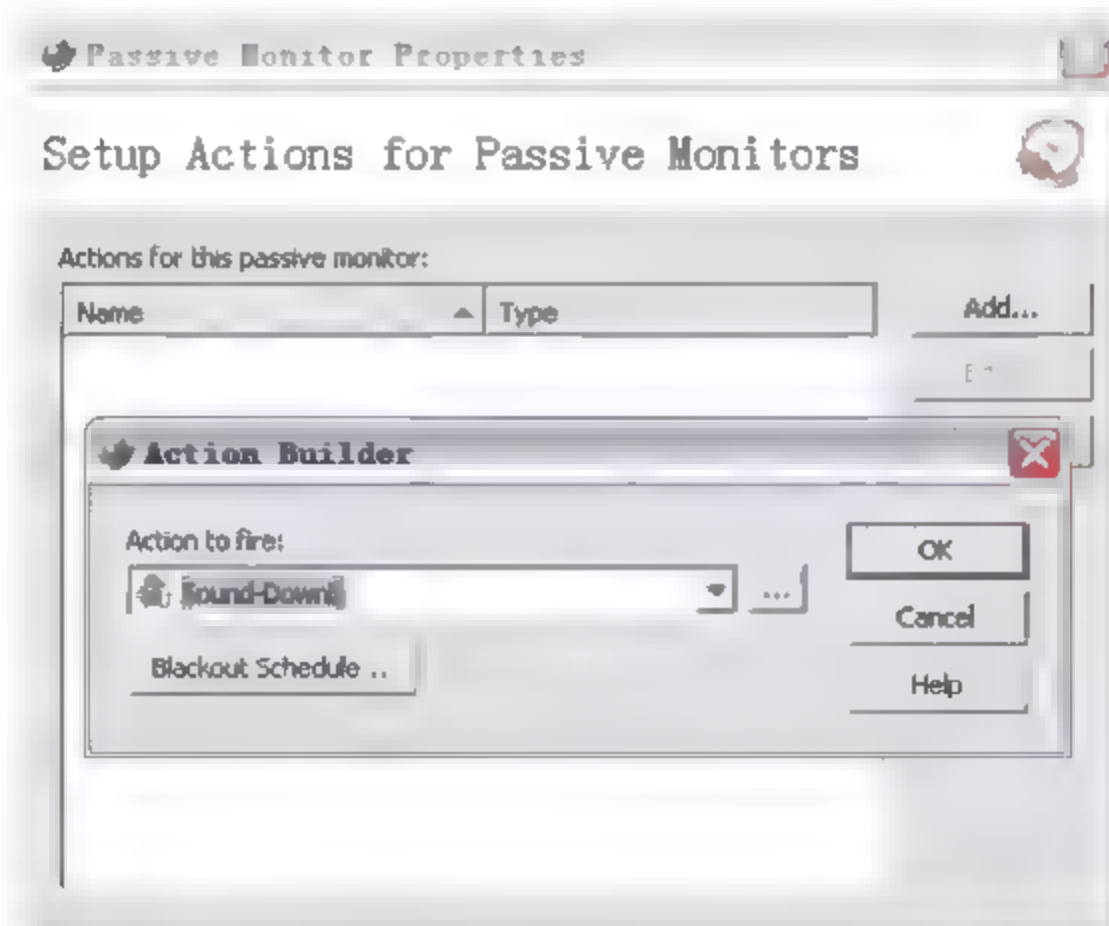 Passive Monitor Properties
Setup Actions for Passive Monitors
Actions for this passive monitor:
Name Type Add...
Action Builder
Action to fire:
Sound-Down ... OK
Cancel
Blackout Schedule ..
Help